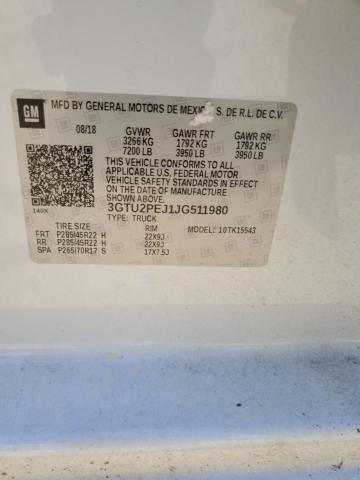 GM
MFD BY GENERAL MOTORS DE MEXICO S. DE R.L. DE C.V.
08/18 GVWR GAWR FRT GAWR RR
3266 KG 1792 KG 1792 KG
7200 LB 3950 LB 3950 LB
THIS VEHICLE CONFORMS TO ALL
APPLICABLE U.S. FEDERAL MOTOR
VEHICLE SAFETY STANDARDS IN EFFECT
ON THE DATE OF MANUFACTURE
SHOWN ABOVE.
140X 3GTU2PEJ1JG511980
TYPE: TRUCK
TIRE SIZE RIM MODEL: 10TK15543
FRT P285/45R22 H 22X9J
RR P285/45R22 H 22X9J
SPA P265/70R17 S 17X7.5J